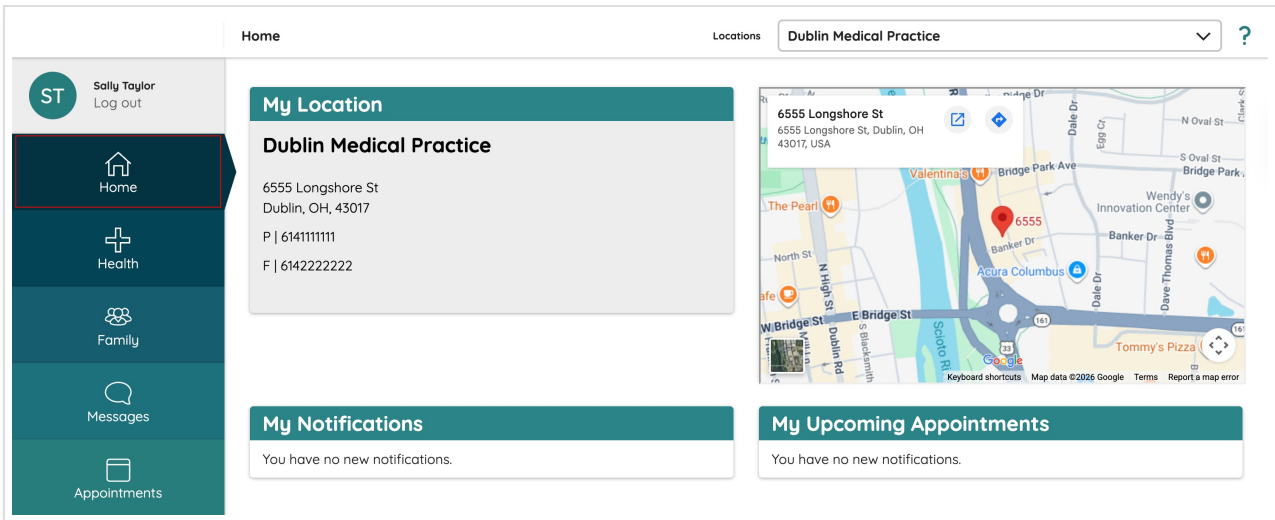 Home
Locations
Dublin Medical Practice
?
ST
Sally Taylor
Log out
Home
Health
Family
Messages
Appointments
My Location
Dublin Medical Practice
6555 Longshore St
Dublin, OH, 43017
P | 6141111111
F | 6142222222
6555 Longshore St
6555 Longshore St, Dublin, OH
43017, USA
Dale Dr
Egg Ct
N Oval St
S Oval St
Bridge Park
Valentina's
Bridge Park Ave
Wendy's
Innovation Center
The Pearl
6555
Banker Dr
Banker Dr
North St
N High St
Acura Columbus
Dale Dr
Dave Thomas Blvd
E Bridge St
W Bridge St
161
S Blacksmith
Dublin Rd
Scioto Ri
33
Tommy's Pizza
Google
Keyboard shortcuts
Map data ©2026 Google
Terms
Report a map error
My Notifications
You have no new notifications.
My Upcoming Appointments
You have no new notifications.